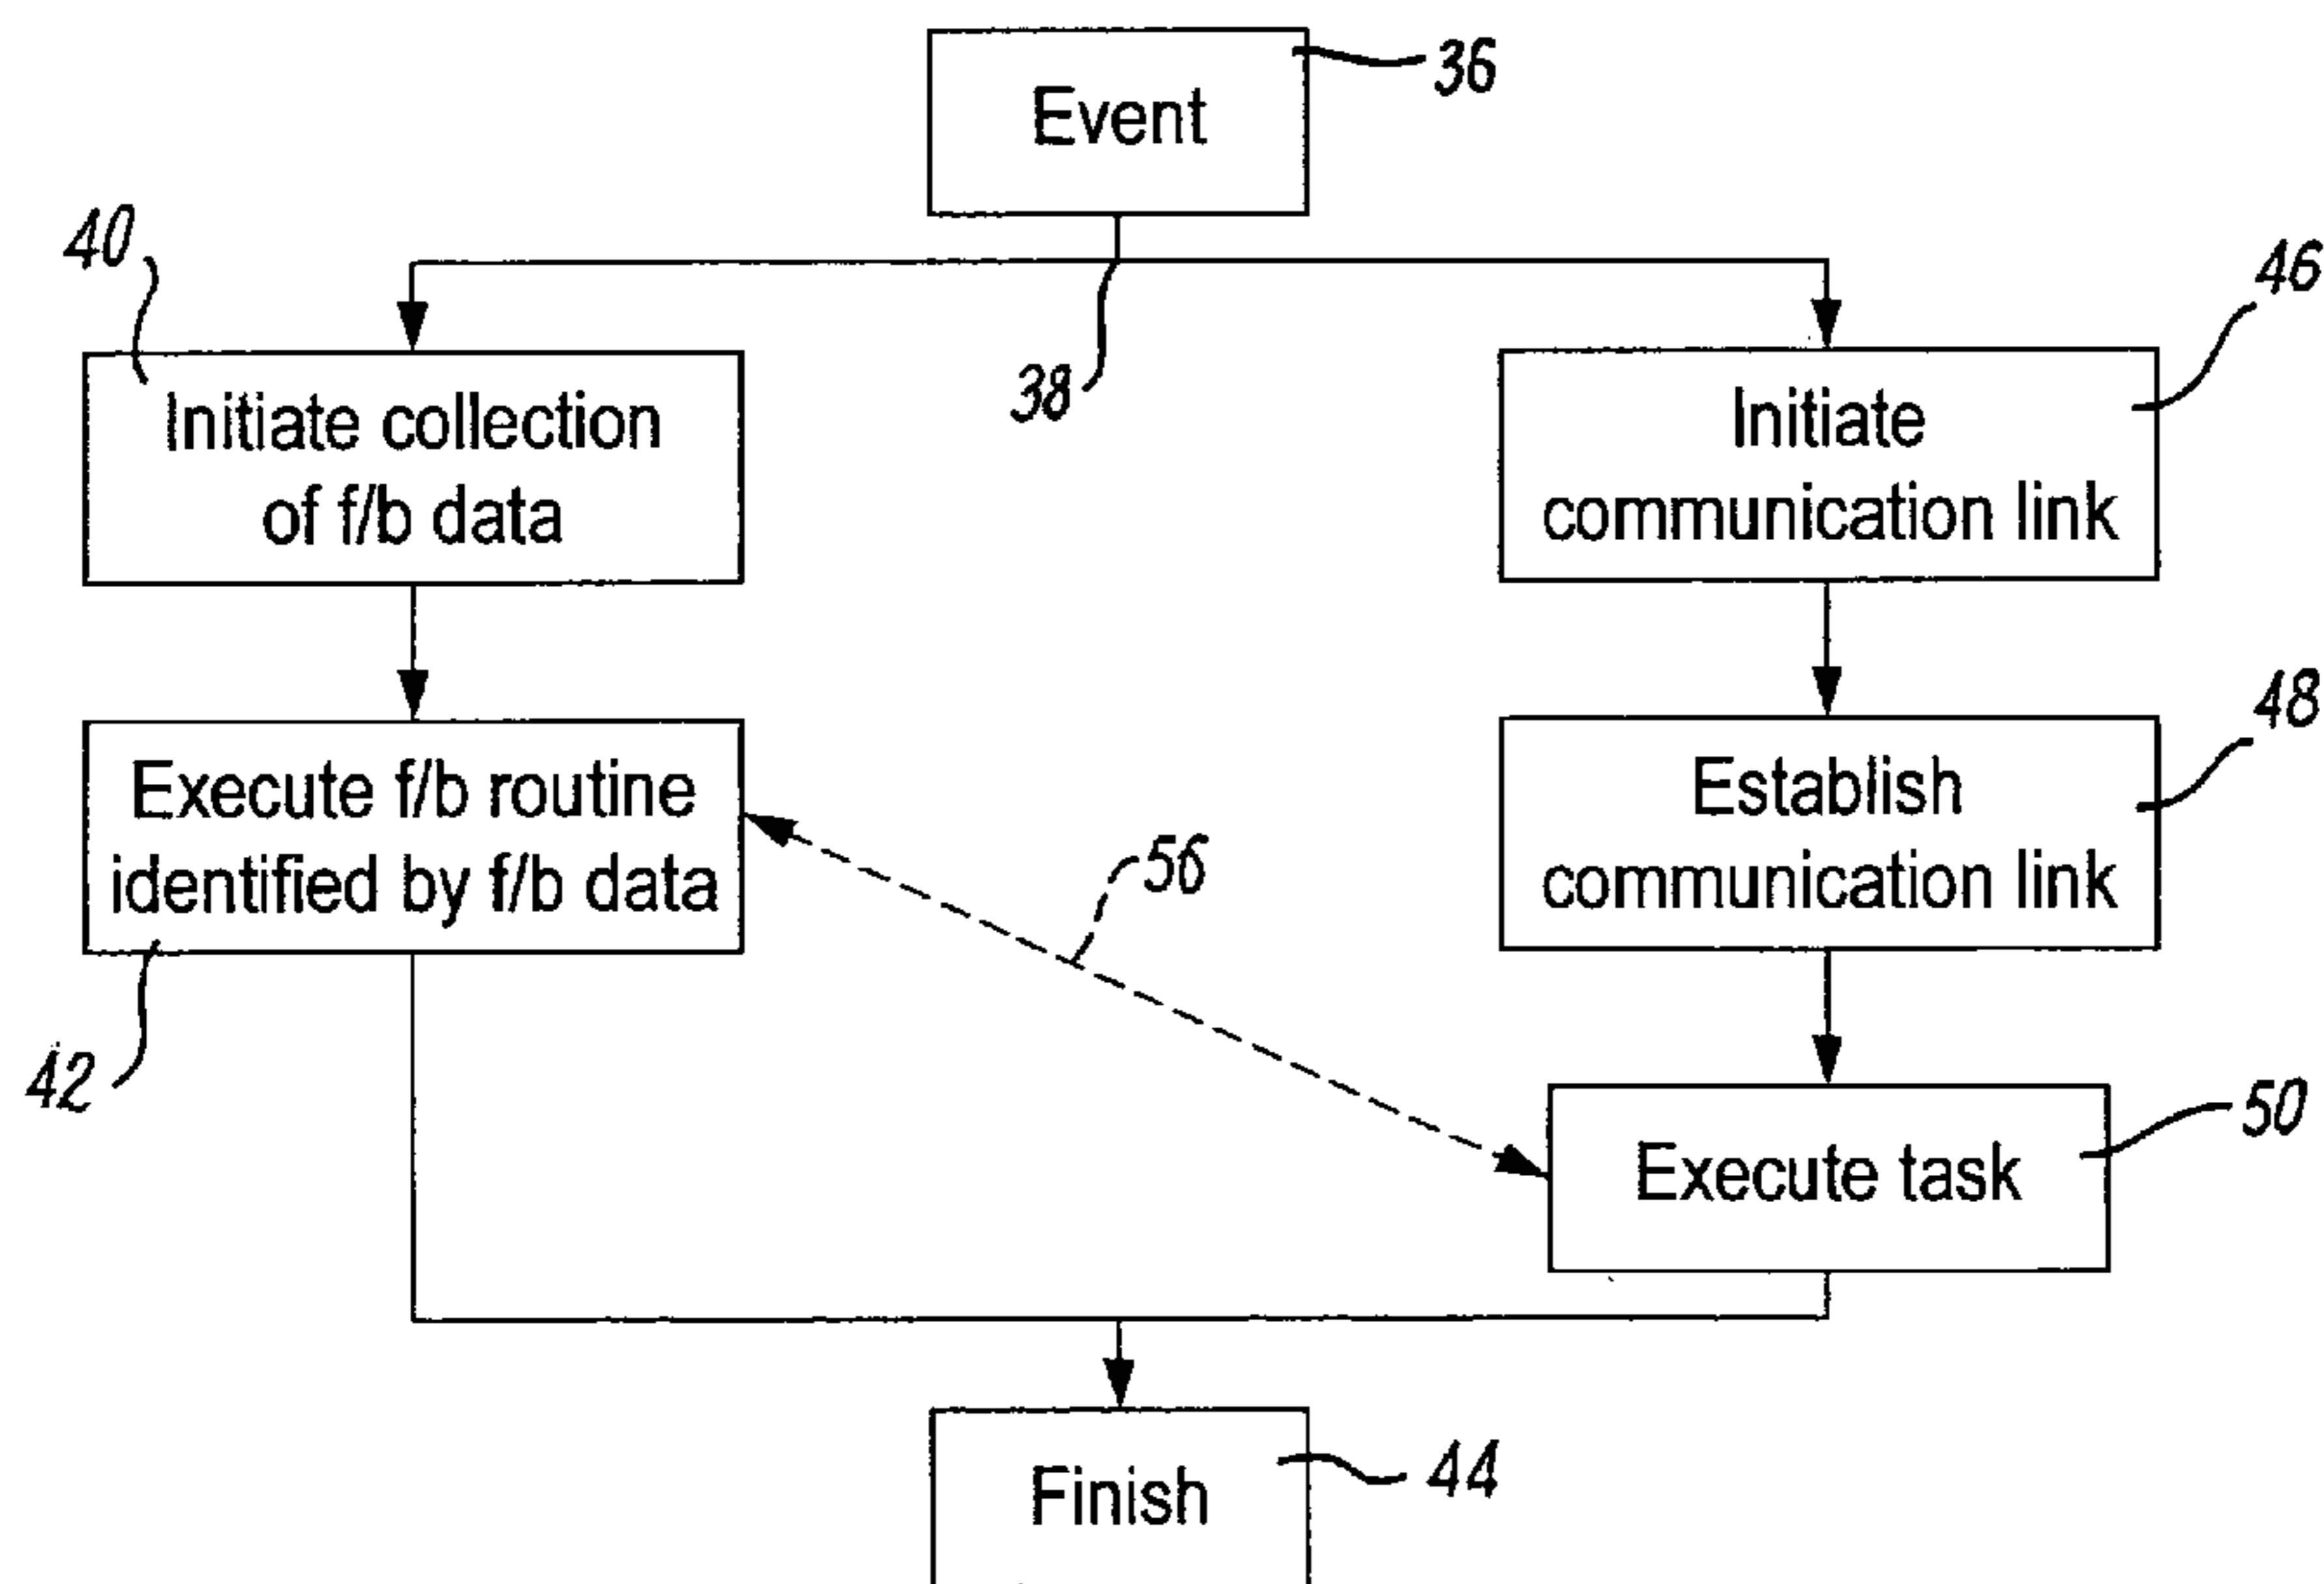 Event
36
40
38
46
Initiate collection
of f/b data
Initiate
communication link
48
Execute f/b routine
identified by f/b data
Establish
communication link
56
42
50
Execute task
Finish
44